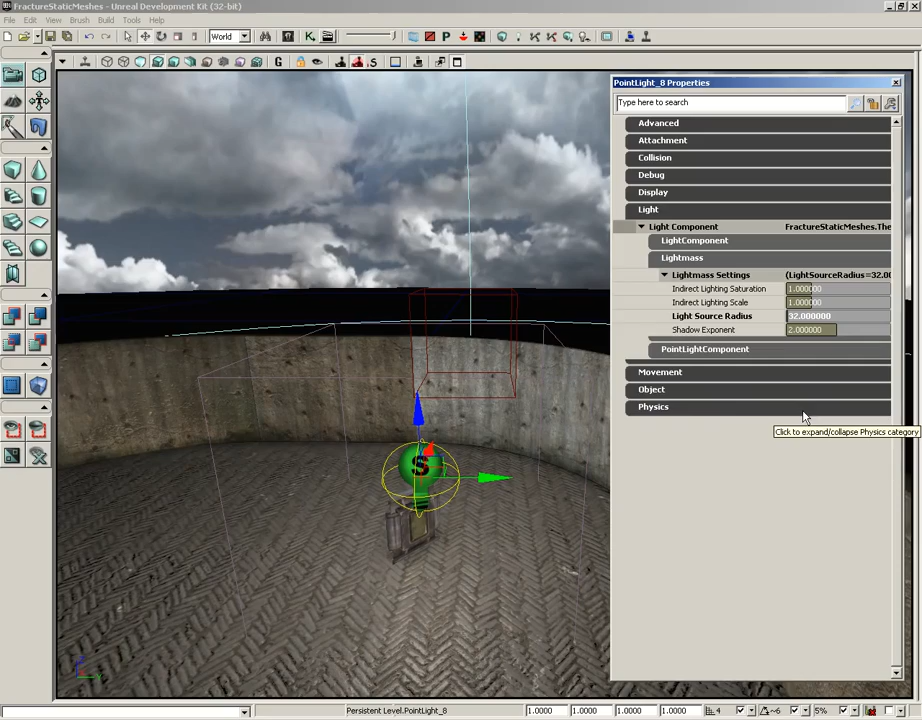 FractureStaticMeshes - Unreal Development Kit (32-bit)
File Edit View Brush Build Tools Help
World
G
S
PointLight_8 Properties
Type here to search
Advanced
Attachment
Collision
Debug
Display
Light
Light Component FractureStaticMeshes.The
LightComponent
Lightmass
Lightmass Settings (LightSourceRadius=32.00
Indirect Lighting Saturation 1.000000
Indirect Lighting Scale 1.000000
Light Source Radius 32.000000
Shadow Exponent 2.000000
PointLightComponent
Movement
Object
Physics
Click to expand/collapse Physics category
S
Persistent Level.PointLight_8 1.0000 1.0000 1.0000 1.0000 4 ~6 5%